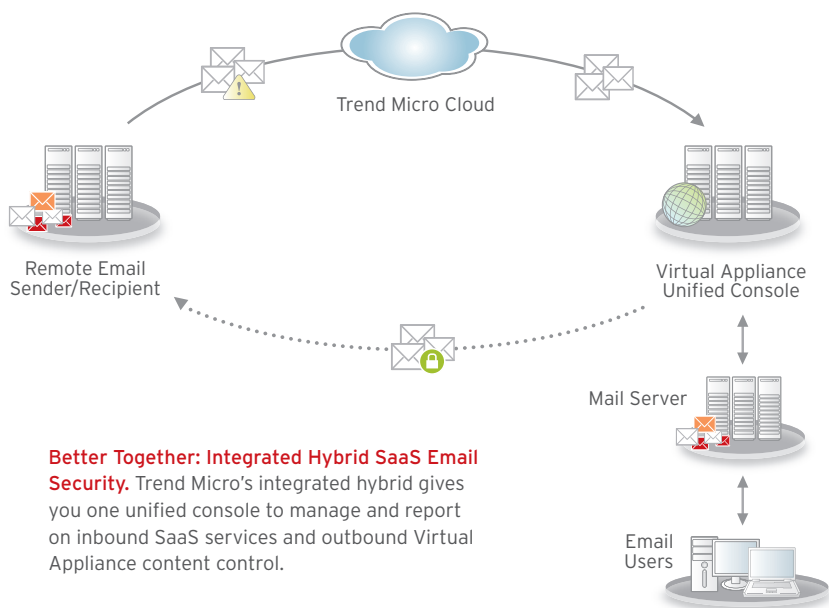 Trend Micro Cloud
Remote Email
Sender/Recipient
Virtual Appliance
Unified Console
Mail Server
Better Together: Integrated Hybrid SaaS Email
Security. Trend Micro's integrated hybrid gives
you one unified console to manage and report
on inbound SaaS services and outbound Virtual
Appliance content control.
Email
Users